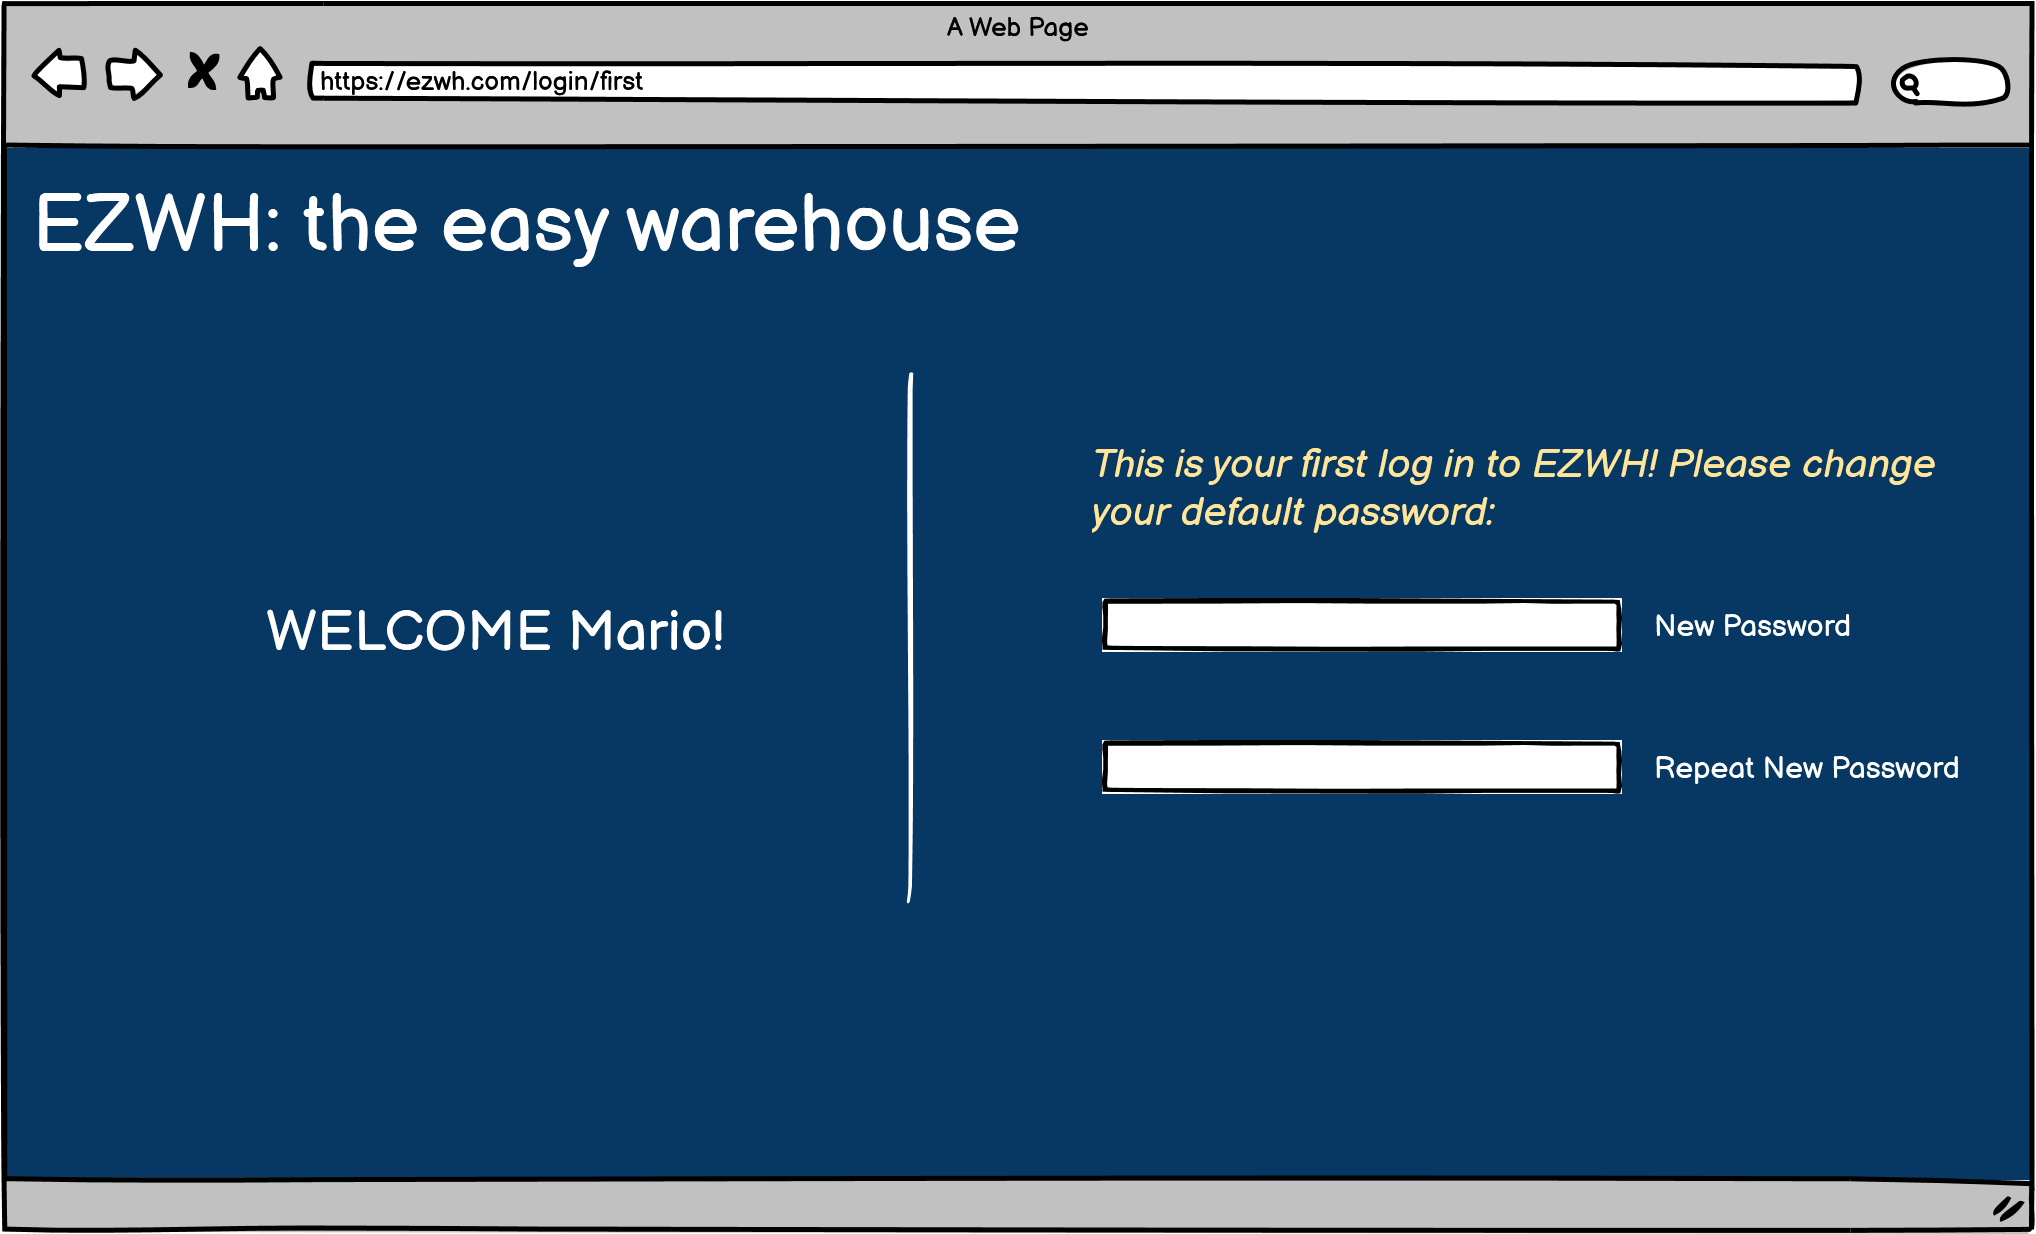 A Web Page
https://ezwh.com/login/first
EZWH: the easy warehouse
This is your first log in to EZWH! Please change
your default password:
WELCOME Mario!
New Password
Repeat New Password